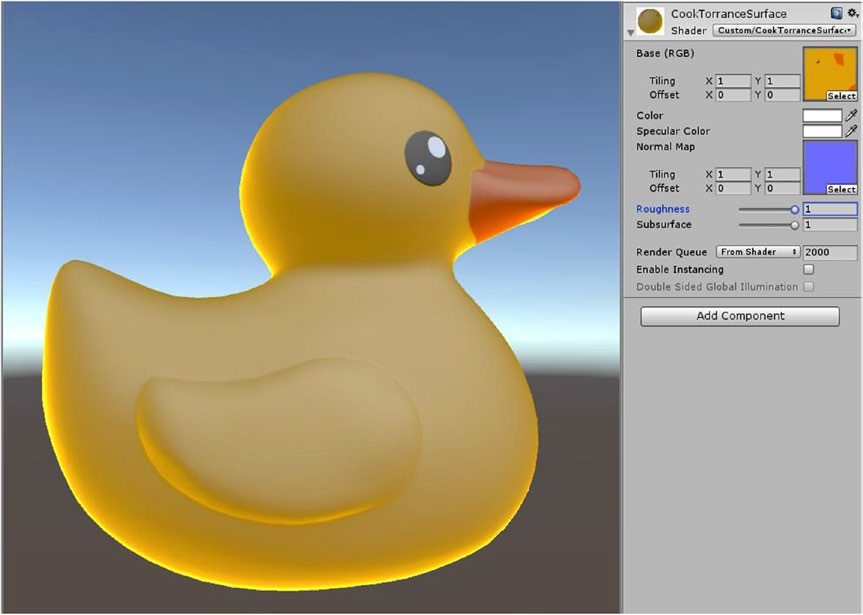 CookTorranceSurface
Shader Custom/CookTorranceSurfac
Base (RGB)
Tiling X 1 Y 1
Offset X 0 Y 0
Select
Color
Specular Color
Normal Map
Tiling X 1 Y 1
Offset X 0 Y 0
Select
Roughness 1
Subsurface 1
Render Queue From Shader 2000
Enable Instancing
Double Sided Global Illumination
Add Component